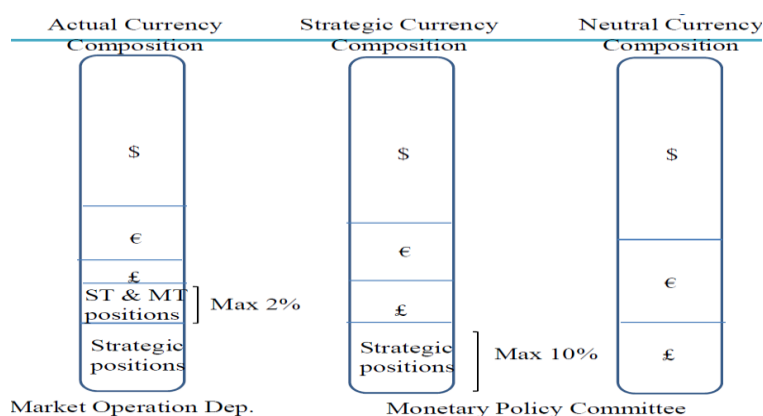 Actual Currency Composition
Strategic Currency Composition
Neutral Currency Composition
$
€
£
ST & MT positions
Max 2%
Strategic positions
$
€
£
Strategic positions
Max 10%
$
€
£
Market Operation Dep.
Monetary Policy Committee